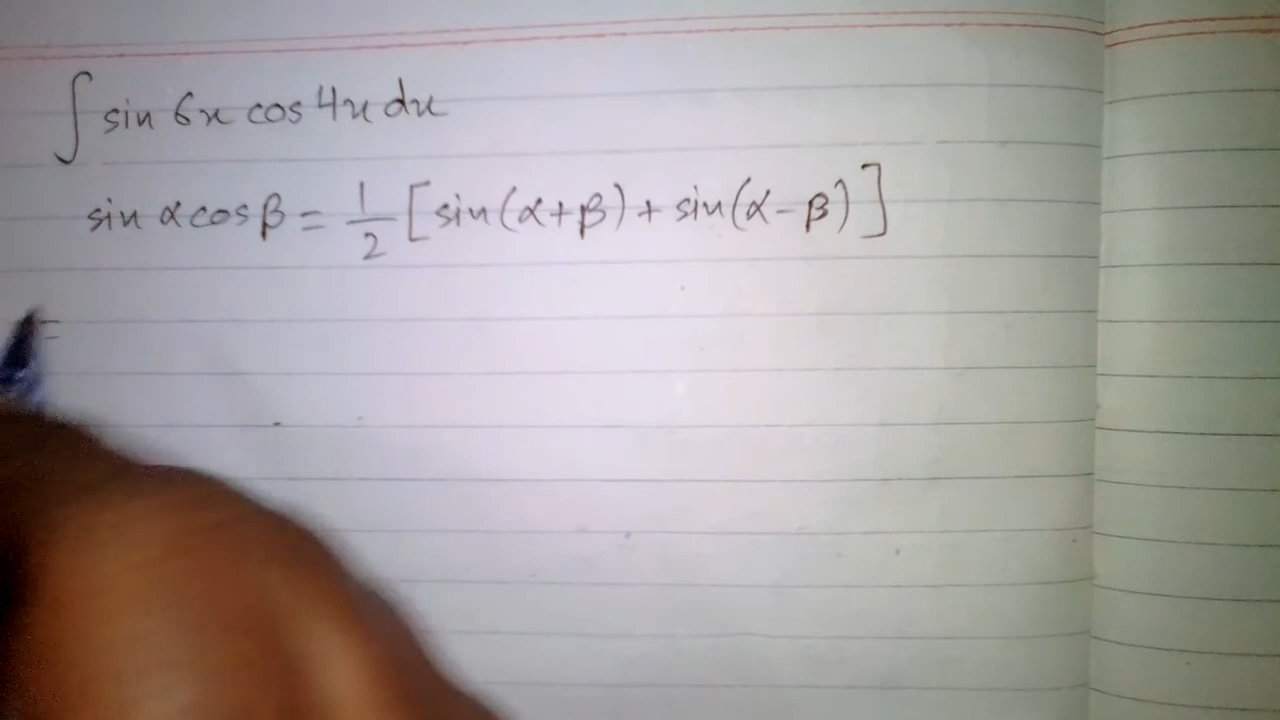 ∫ sin 6x cos 4x dx
sin α cos β = 1/2 [sin(α+β) + sin(α-β)]
=